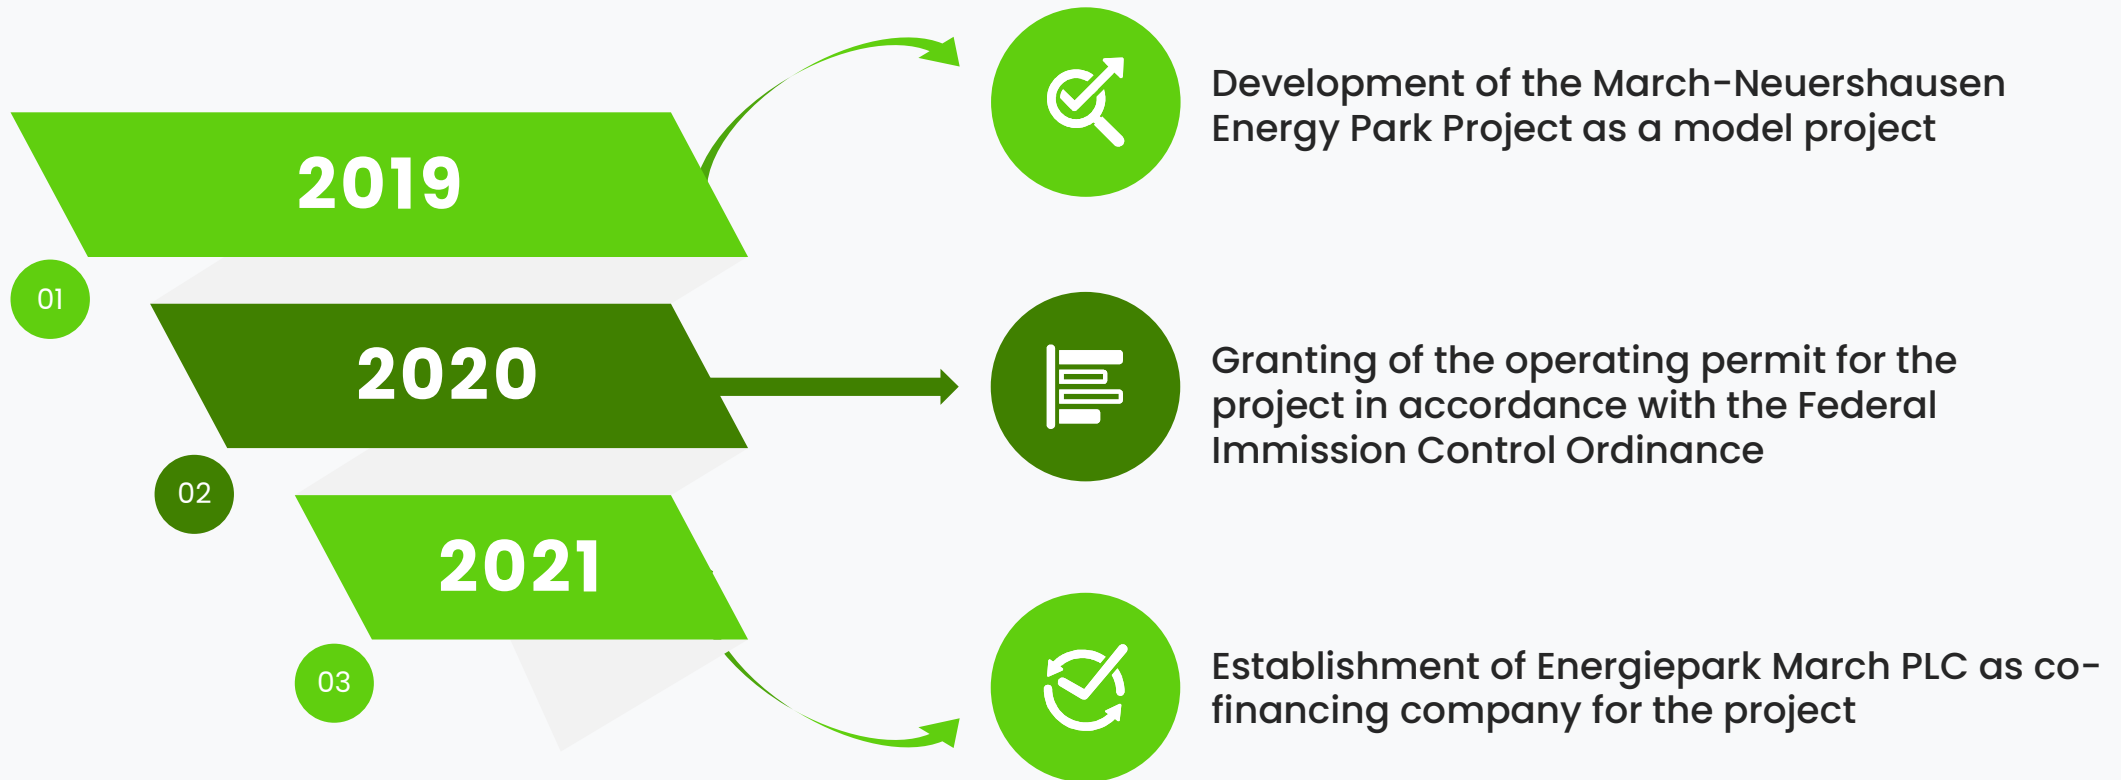 2019
01
Development of the March-Neuershausen
Energy Park Project as a model project
2020
02
Granting of the operating permit for the
project in accordance with the Federal
Immission Control Ordinance
2021
03
Establishment of Energiepark March PLC as co-
financing company for the project